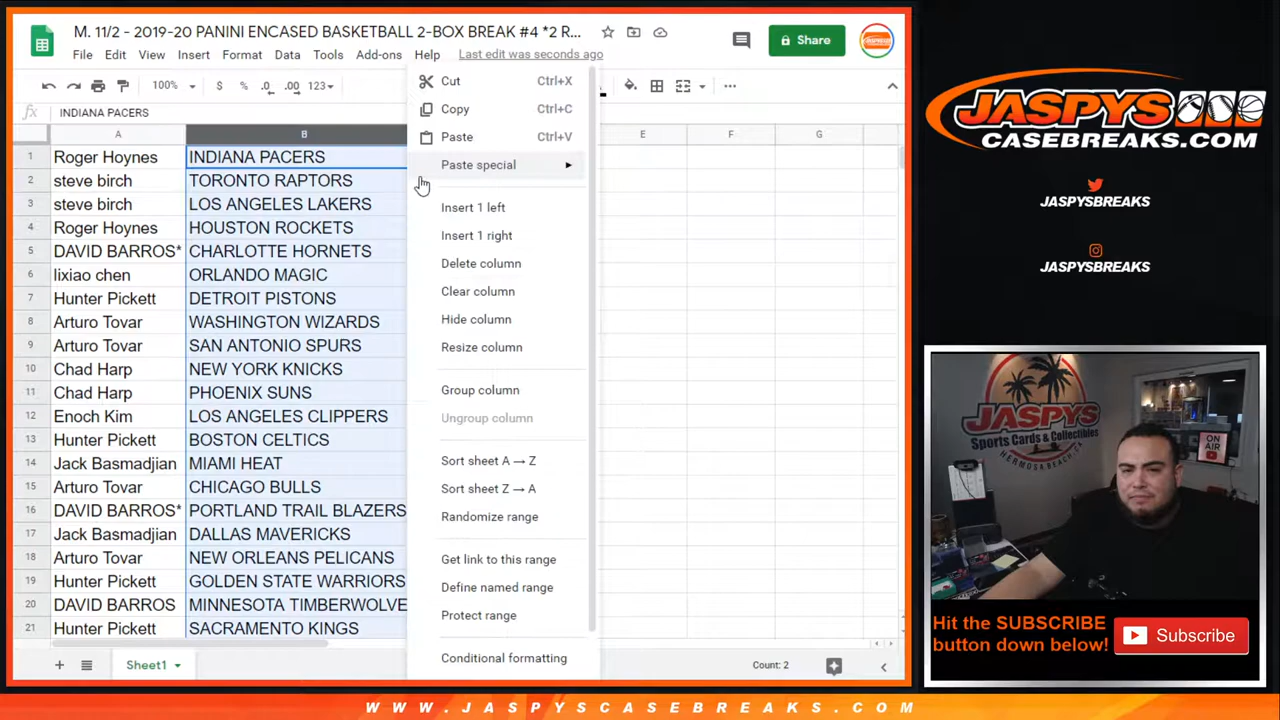 M. 11/2 - 2019-20 PANINI ENCASED BASKETBALL 2-BOX BREAK #4 *2 R...
Share
File Edit View Insert Format Data Tools Add-ons Help Last edit was seconds ago
100% $ % .0 .00 123
fx INDIANA PACERS
A B E F G
1 Roger Hoynes INDIANA PACERS
2 steve birch TORONTO RAPTORS
3 steve birch LOS ANGELES LAKERS
4 Roger Hoynes HOUSTON ROCKETS
5 DAVID BARROS* CHARLOTTE HORNETS
6 lixiao chen ORLANDO MAGIC
7 Hunter Pickett DETROIT PISTONS
8 Arturo Tovar WASHINGTON WIZARDS
9 Arturo Tovar SAN ANTONIO SPURS
10 Chad Harp NEW YORK KNICKS
11 Chad Harp PHOENIX SUNS
12 Enoch Kim LOS ANGELES CLIPPERS
13 Hunter Pickett BOSTON CELTICS
14 Jack Basmadjian MIAMI HEAT
15 Arturo Tovar CHICAGO BULLS
16 DAVID BARROS* PORTLAND TRAIL BLAZERS
17 Jack Basmadjian DALLAS MAVERICKS
18 Arturo Tovar NEW ORLEANS PELICANS
19 Hunter Pickett GOLDEN STATE WARRIORS
20 DAVID BARROS MINNESOTA TIMBERWOLVE
21 Hunter Pickett SACRAMENTO KINGS
Cut Ctrl+X
Copy Ctrl+C
Paste Ctrl+V
Paste special
Insert 1 left
Insert 1 right
Delete column
Clear column
Hide column
Resize column
Group column
Ungroup column
Sort sheet A → Z
Sort sheet Z → A
Randomize range
Get link to this range
Define named range
Protect range
Conditional formatting
Sheet1
Count: 2
JASPYS
CASEBREAKS.COM
JASPYSBREAKS
JASPYSBREAKS
JASPYS
Sports Cards & Collectibles
HERMOSA BEACH, CA
ON AIR
Hit the SUBSCRIBE
button down below!
Subscribe
WWW.JASPYSCASEBREAKS.COM